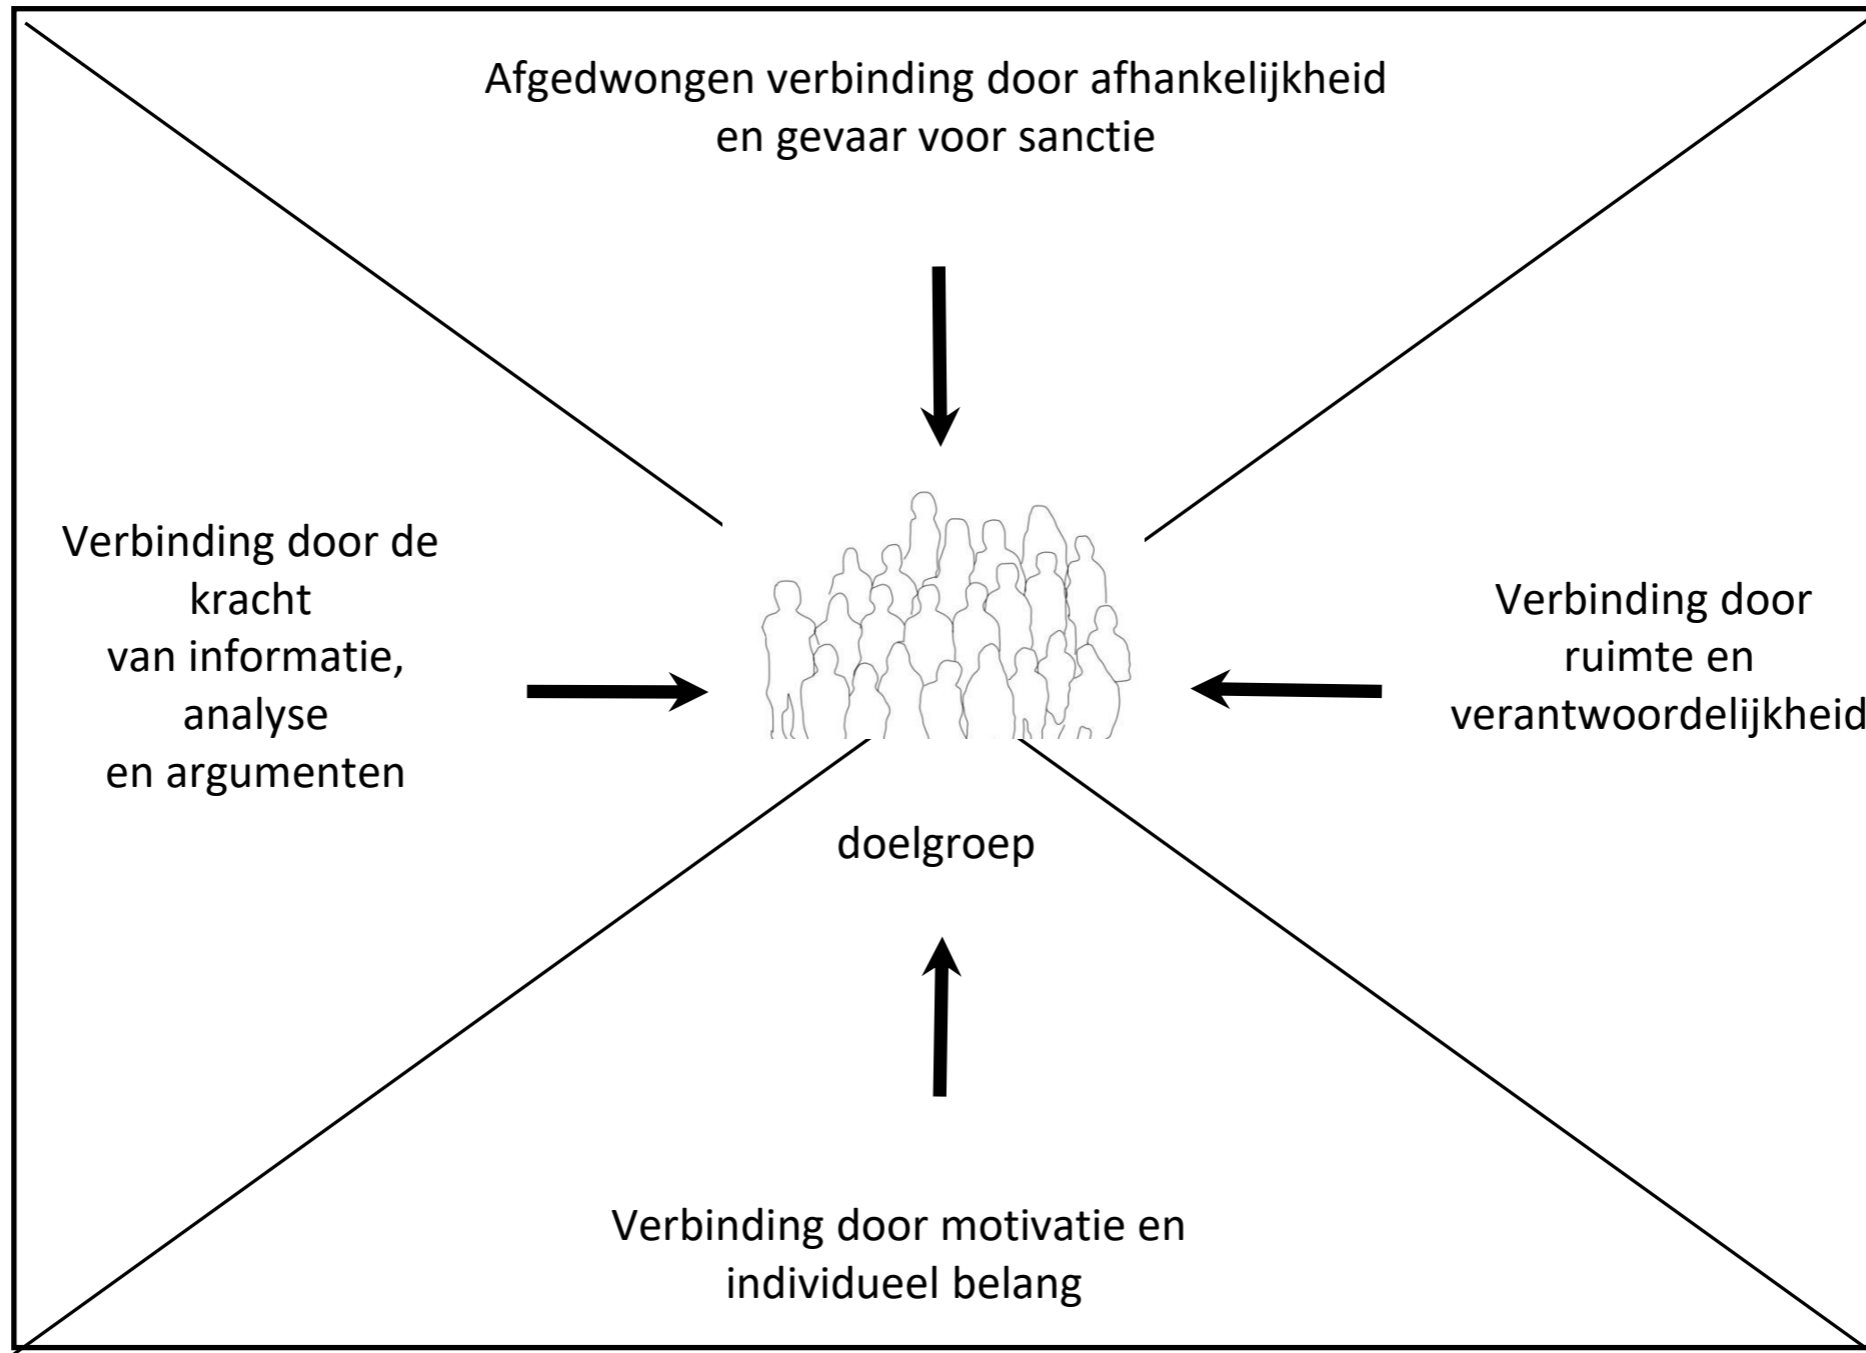 Afgedwongen verbinding door afhankelijkheid
en gevaar voor sanctie
Verbinding door de
kracht
van informatie,
analyse
en argumenten
Verbinding door
ruimte en
verantwoordelijkheid
doelgroep
Verbinding door motivatie en
individueel belang